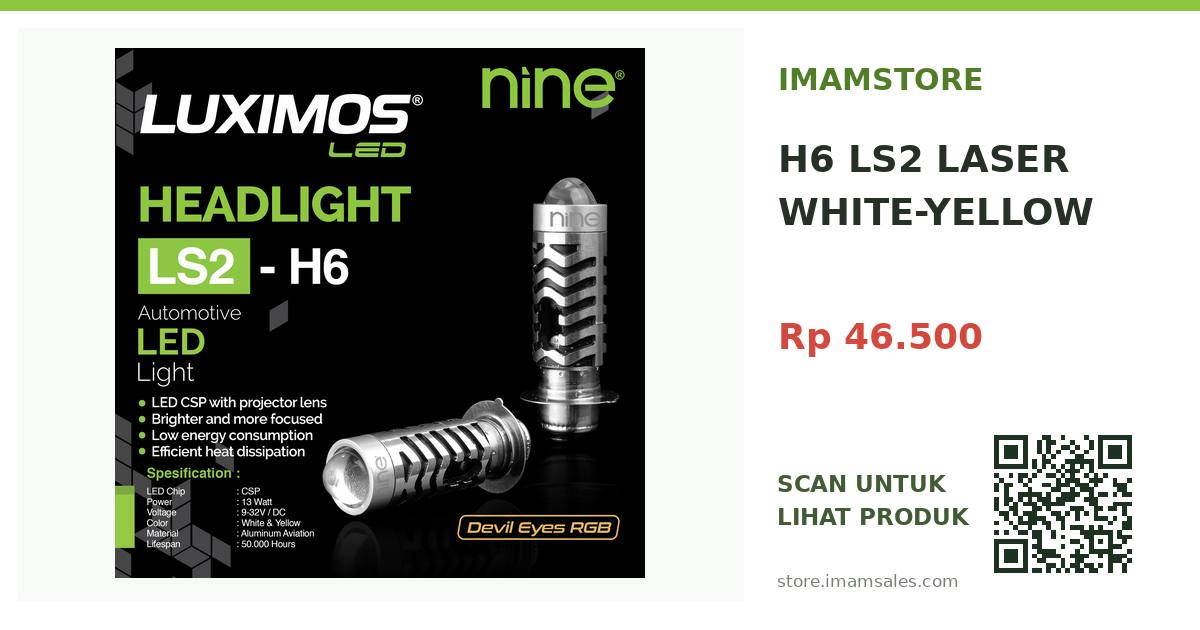 LUXIMOS®
LED
nine®
HEADLIGHT
LS2 - H6
Automotive
LED
Light
LED CSP with projector lens
Brighter and more focused
Low energy consumption
Efficient heat dissipation
Spesification :
LED Chip : CSP
Power : 13 Watt
Voltage : 9-32V / DC
Color : White & Yellow
Material : Aluminum Aviation
Lifespan : 50.000 Hours
nine
nine
Devil Eyes RGB
IMAMSTORE
H6 LS2 LASER
WHITE-YELLOW
Rp 46.500
SCAN UNTUK
LIHAT PRODUK
store.imamsales.com